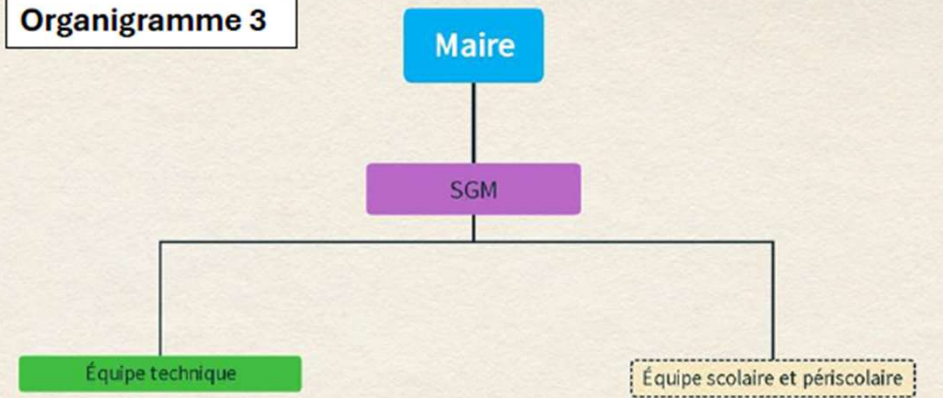 Organigramme 3
Maire
SGM
Équipe technique
Équipe scolaire et périscolaire